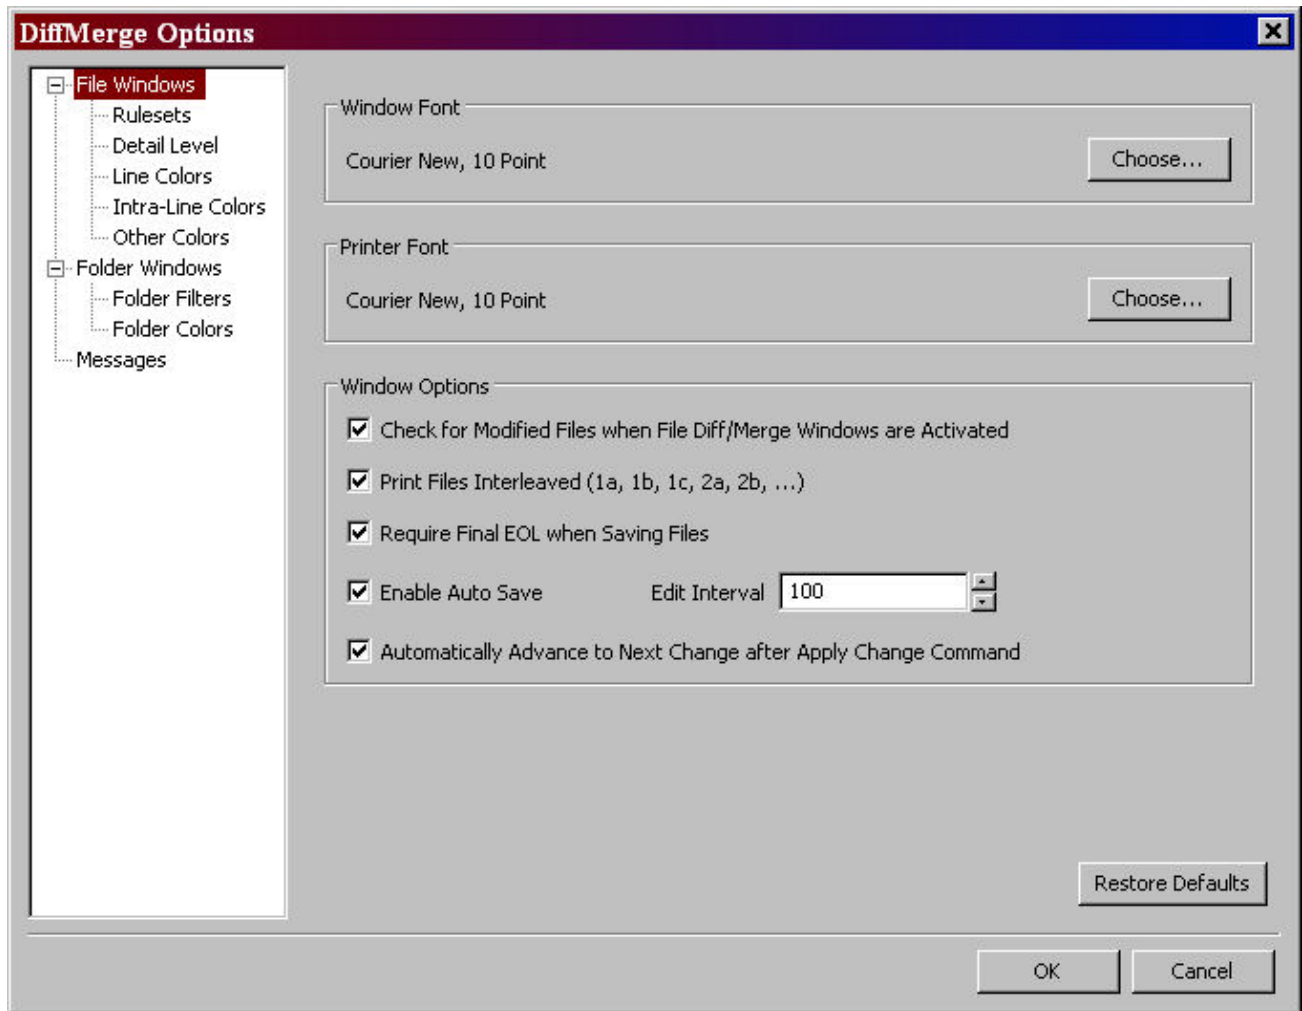 DiffMerge Options
File Windows
Rulesets
Detail Level
Line Colors
Intra-Line Colors
Other Colors
Folder Windows
Folder Filters
Folder Colors
Messages
Window Font
Courier New, 10 Point
Choose...
Printer Font
Courier New, 10 Point
Choose...
Window Options
Check for Modified Files when File Diff/Merge Windows are Activated
Print Files Interleaved (1a, 1b, 1c, 2a, 2b, ...)
Require Final EOL when Saving Files
Enable Auto Save Edit Interval 100
Automatically Advance to Next Change after Apply Change Command
Restore Defaults
OK Cancel